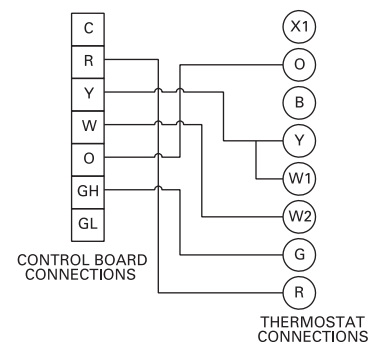 C
R
Y
W
O
GH
GL
CONTROL BOARD
CONNECTIONS
X1
O
B
Y
W1
W2
G
R
THERMOSTAT
CONNECTIONS